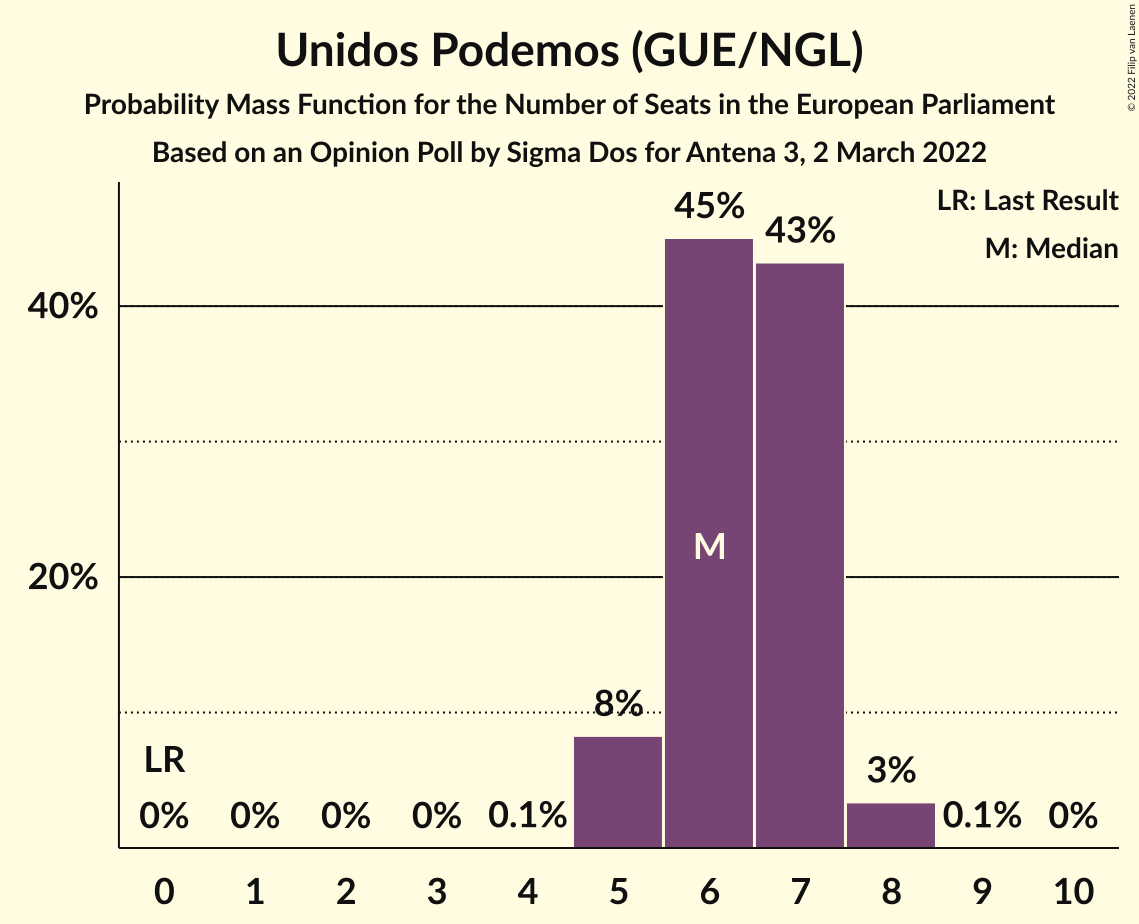 Unidos Podemos (GUE/NGL)
Probability Mass Function for the Number of Seats in the European Parliament
Based on an Opinion Poll by Sigma Dos for Antena 3, 2 March 2022
© 2022 Filip van Laenen
LR: Last Result
M: Median
45%
43%
40%
M
20%
8%
LR
3%
0% 0% 0% 0% 0.1% 0.1% 0%
0 1 2 3 4 5 6 7 8 9 10